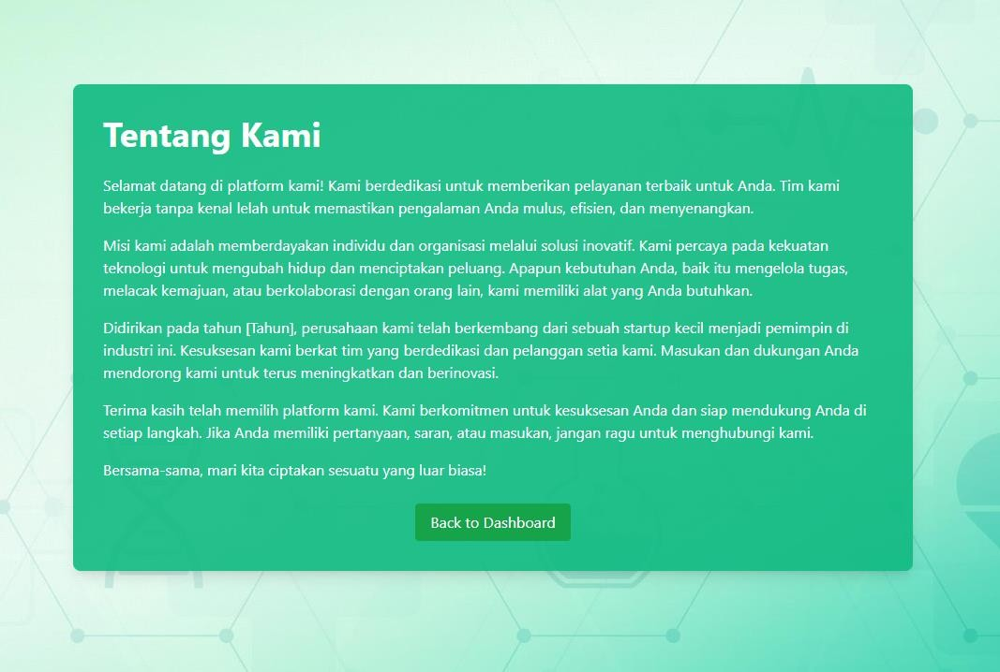 Tentang Kami
Selamat datang di platform kami! Kami berdedikasi untuk memberikan pelayanan terbaik untuk Anda. Tim kami
bekerja tanpa kenal lelah untuk memastikan pengalaman Anda mulus, efisien, dan menyenangkan.
Misi kami adalah memberdayakan individu dan organisasi melalui solusi inovatif. Kami percaya pada kekuatan
teknologi untuk mengubah hidup dan menciptakan peluang. Apapun kebutuhan Anda, baik itu mengelola tugas,
melacak kemajuan, atau berkolaborasi dengan orang lain, kami memiliki alat yang Anda butuhkan.
Didirikan pada tahun [Tahun], perusahaan kami telah berkembang dari sebuah startup kecil menjadi pemimpin di
industri ini. Kesuksesan kami berkat tim yang berdedikasi dan pelanggan setia kami. Masukan dan dukungan Anda
mendorong kami untuk terus meningkatkan dan berinovasi.
Terima kasih telah memilih platform kami. Kami berkomitmen untuk kesuksesan Anda dan siap mendukung Anda di
setiap langkah. Jika Anda memiliki pertanyaan, saran, atau masukan, jangan ragu untuk menghubungi kami.
Bersama-sama, mari kita ciptakan sesuatu yang luar biasa!
Back to Dashboard